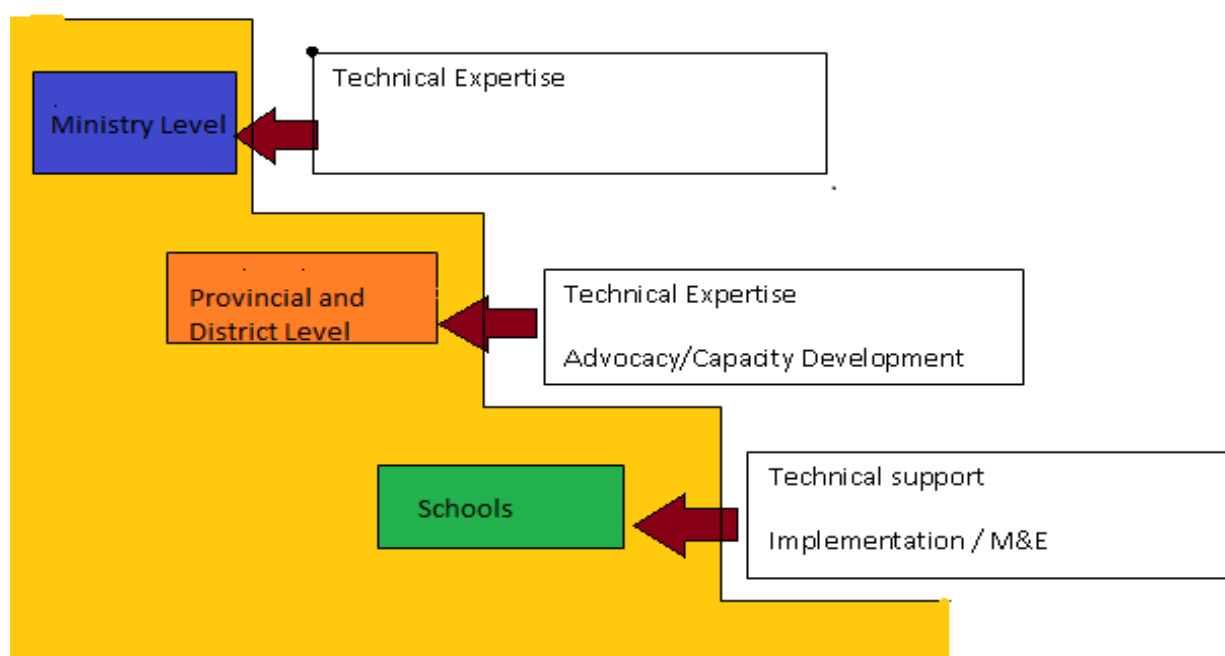 Technical Expertise
Ministry Level
Technical Expertise
Provincial and
District Level
Advocacy/Capacity Development
Technical support
Schools
Implementation / M&E